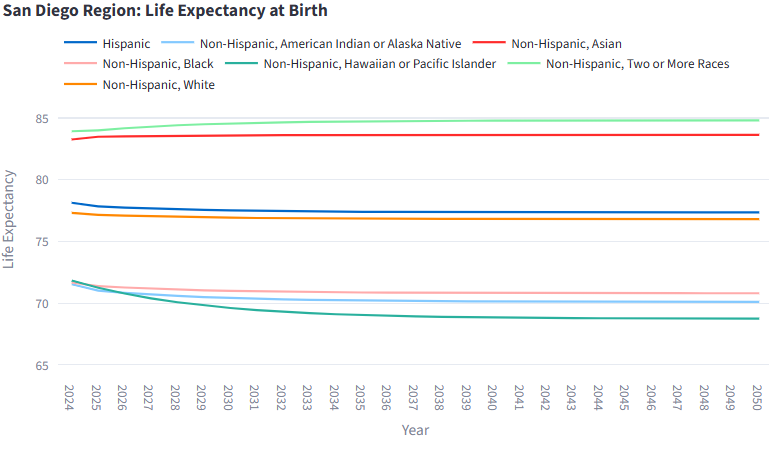 San Diego Region: Life Expectancy at Birth
Hispanic Non-Hispanic, American Indian or Alaska Native Non-Hispanic, Asian
Non-Hispanic, Black Non-Hispanic, Hawaiian or Pacific Islander Non-Hispanic, Two or More Races
Non-Hispanic, White
85
80
75
70
65
Life Expectancy
2024 2025 2026 2027 2028 2029 2030 2031 2032 2033 2034 2035 2036 2037 2038 2039 2040 2041 2042 2043 2044 2045 2046 2047 2048 2049 2050
Year